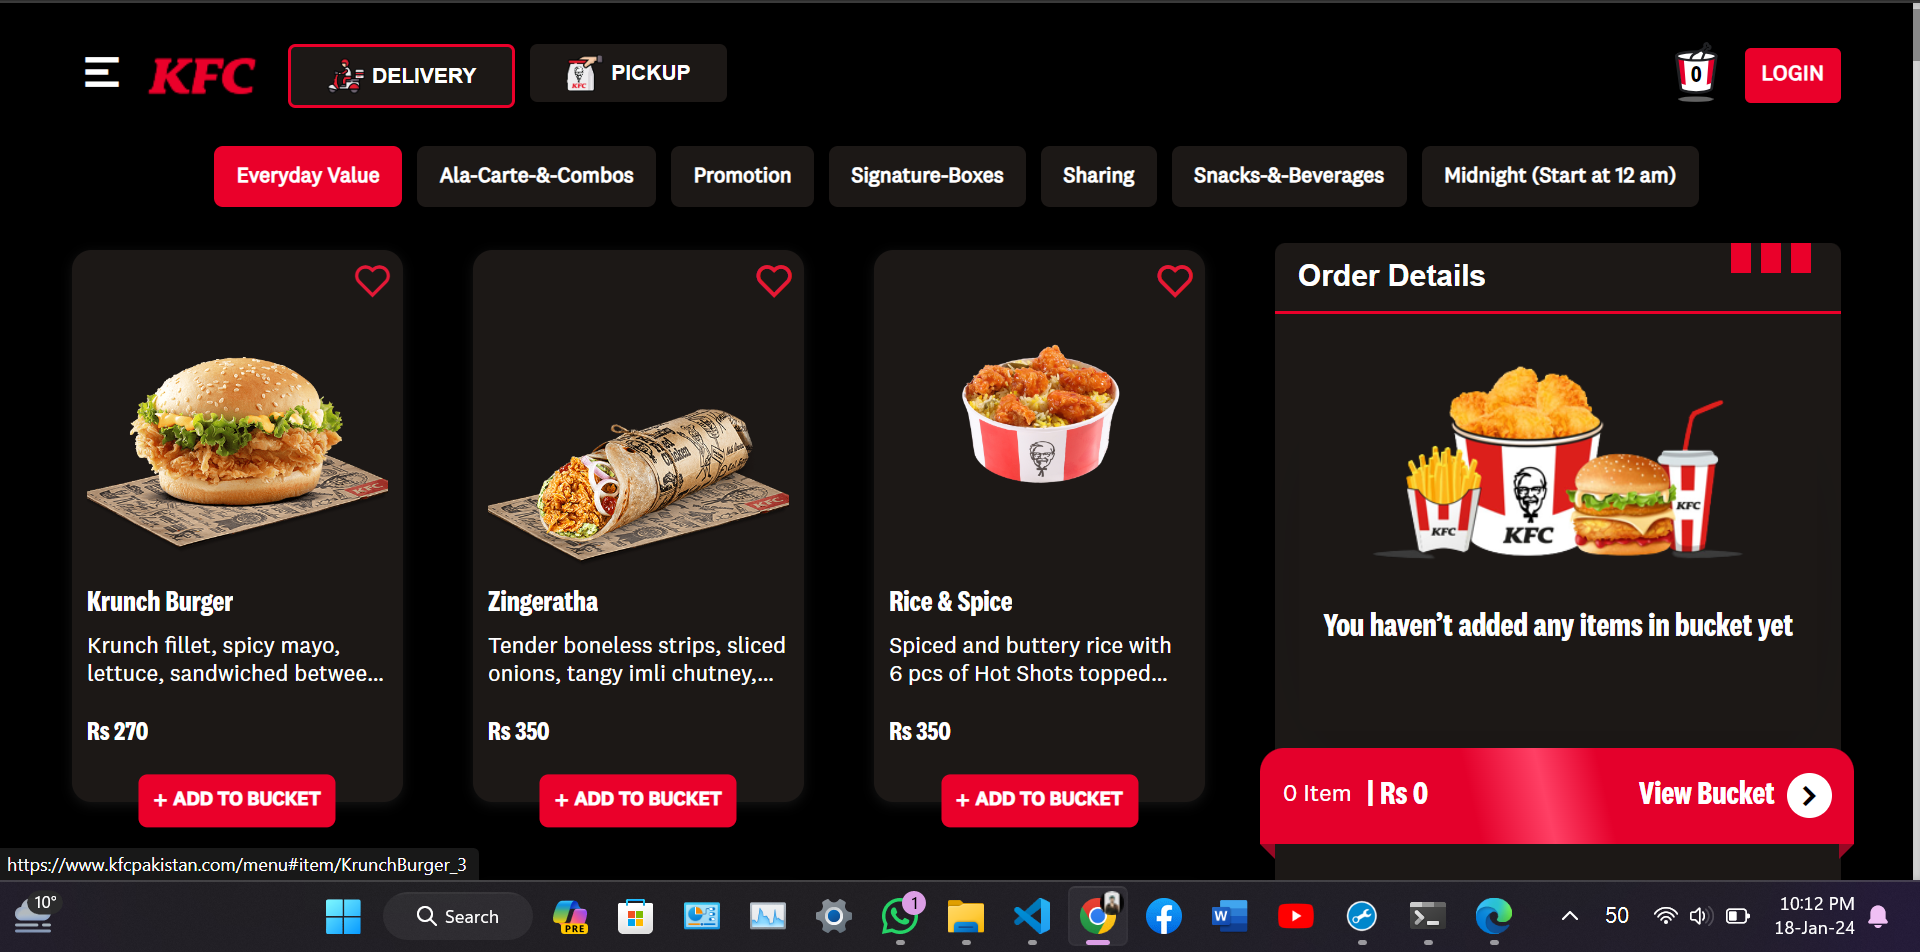 KFC
DELIVERY
PICKUP
0
LOGIN
Everyday Value
Ala-Carte-&-Combos
Promotion
Signature-Boxes
Sharing
Snacks-&-Beverages
Midnight (Start at 12 am)
Krunch Burger
Krunch fillet, spicy mayo,
lettuce, sandwiched betwee...
Rs 270
+ ADD TO BUCKET
Zingeratha
Tender boneless strips, sliced
onions, tangy imli chutney,...
Rs 350
+ ADD TO BUCKET
Rice & Spice
Spiced and buttery rice with
6 pcs of Hot Shots topped...
Rs 350
+ ADD TO BUCKET
Order Details
KFC
KFC
KFC
You haven’t added any items in bucket yet
0 Item | Rs 0
View Bucket
https://www.kfcpakistan.com/menu#item/KrunchBurger_3
10°
Search
PRE
1
W
50
10:12 PM
18-Jan-24